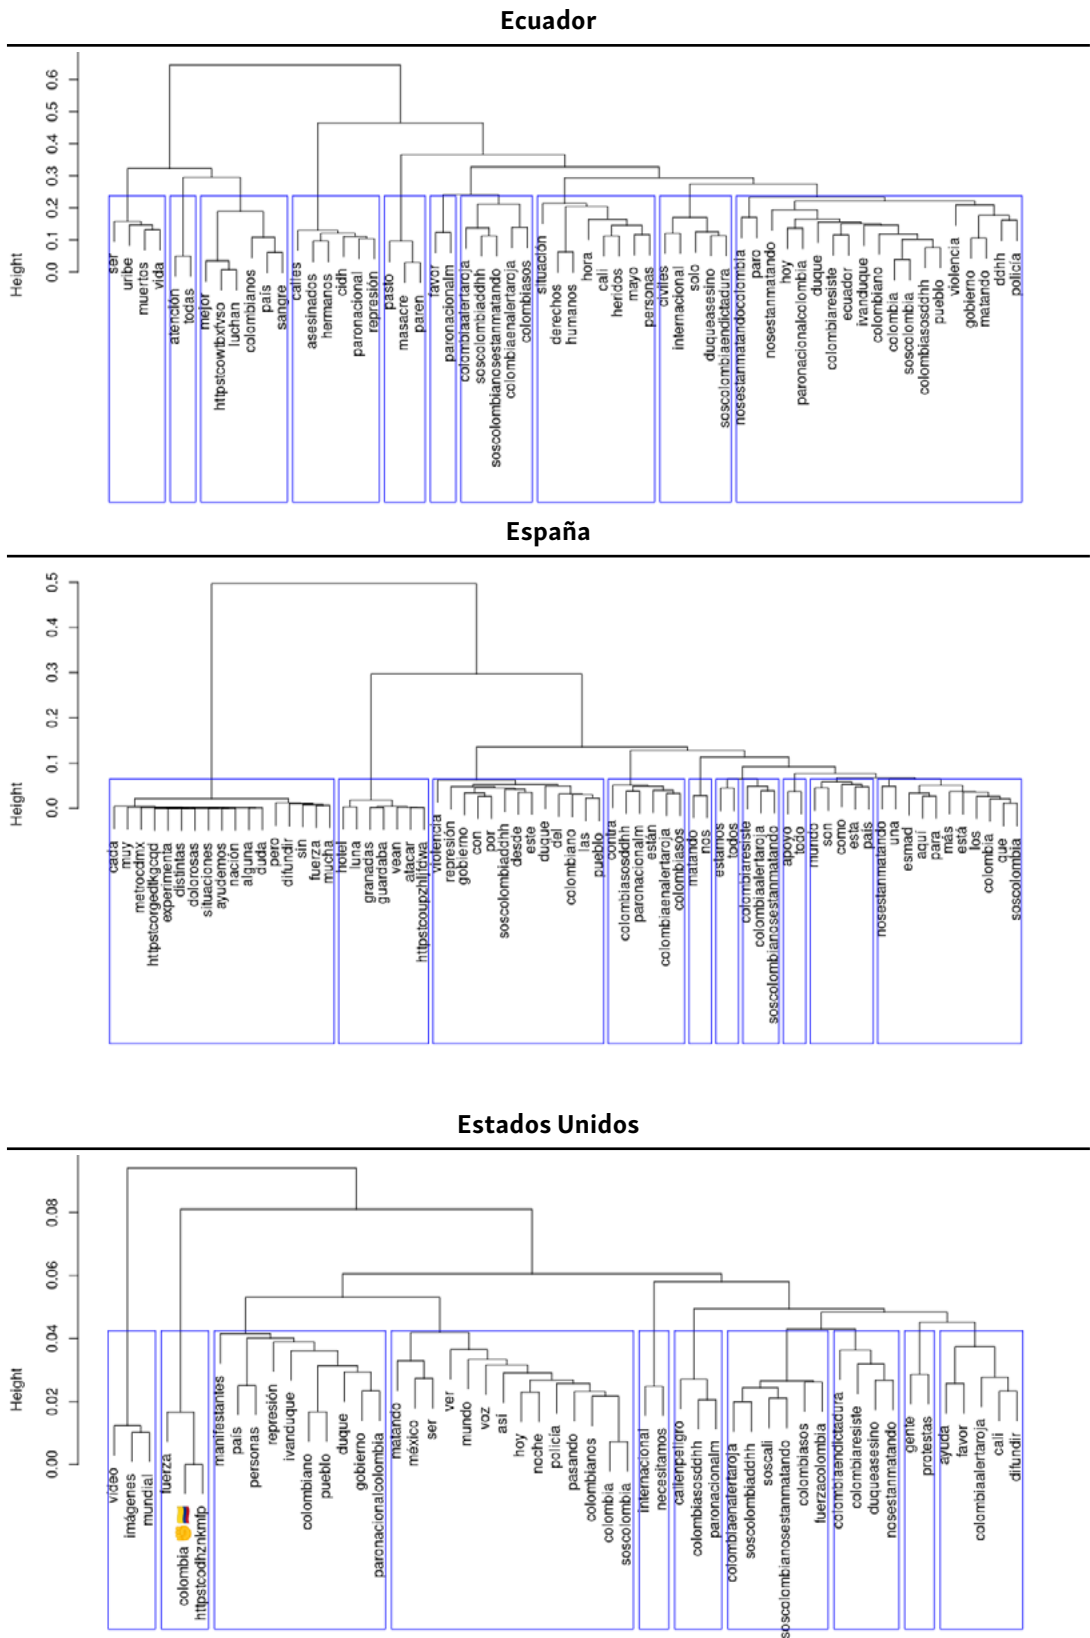 Ecuador
Height
0.0 0.1 0.2 0.3 0.4 0.5 0.6
ser
uribe
muertos
vida
atención
todas
mejor
httpstcowtbxfvso
luchan
colombianos
país
sangre
calles
asesinados
hermanos
cidh
paronacional
represión
pasto
masacre
paren
favor
paronacionalm
colombiaalertaroja
soscolombiaddhh
soscolombianosestanmatando
colombiaenalertaroja
colombiasos
situación
derechos
humanos
hora
cali
heridos
mayo
personas
civiles
internacional
solo
duqueasesino
soscolombiaendictadura
nosestanmatandocolombia
paro
nosestanmatando
hoy
paronacionalcolombia
duque
colombiaresiste
ecuador
ivanduque
colombiano
colombia
soscolombia
colombiasosddhh
pueblo
violencia
gobierno
matando
ddhh
policía
España
Height
0.0 0.1 0.2 0.3 0.4 0.5
cada
muy
metrocdmx
httpstcorgedtkgcqq
experimenta
distintas
dolorosas
situaciones
ayudemos
nación
alguna
duda
pero
difundir
sin
fuerza
mucha
hotel
luna
granadas
guardaba
vean
atacar
violencia
represión
gobierno
con
por
soscolombiaddhh
desde
este
duque
del
colombiano
las
pueblo
contra
colombiasosddhh
paronacionalm
están
colombiaenalertaroja
colombiasos
matando
nos
estamos
todos
colombiaresiste
colombiaalertaroja
soscolombianosestanmatando
apoyo
todo
mundo
son
como
esta
país
nosestanmatando
una
esmad
aquí
para
más
está
los
colombia
que
soscolombia
Estados Unidos
Height
0.00 0.02 0.04 0.06 0.08
video
imágenes
mundial
fuerza
colombia ✊🇨🇴
httpstcodhznkmlp
manifestantes
país
personas
represión
ivanduque
colombiano
pueblo
duque
gobierno
paronacionalcolombia
matando
méxico
ser
ver
mundo
voz
así
hoy
noche
policía
pasando
colombianos
colombia
soscolombia
internacional
necesitamos
calienpeligro
colombiasosddhh
paronacionalm
colombiaenalertaroja
soscolombiaddhh
soscali
soscolombianosestanmatando
colombiasos
fuerzacolombia
colombiaendictadura
colombiaresiste
duqueasesino
nosestanmatando
gente
protestas
ayuda
favor
colombiaalertaroja
cali
difundir